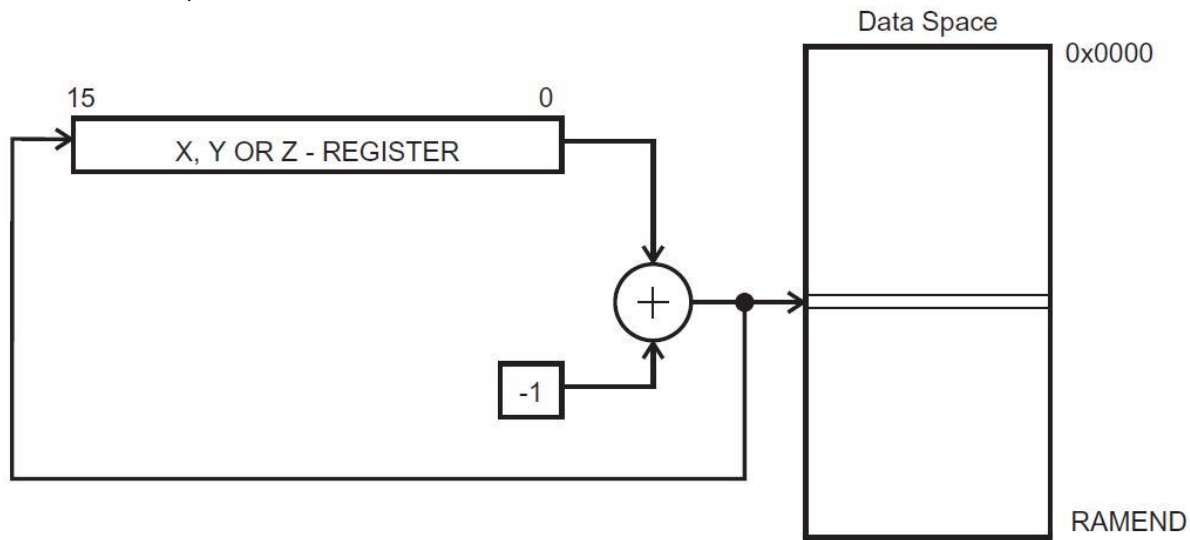 Data Space
0x0000
15
0
X, Y OR Z - REGISTER
-1
RAMEND